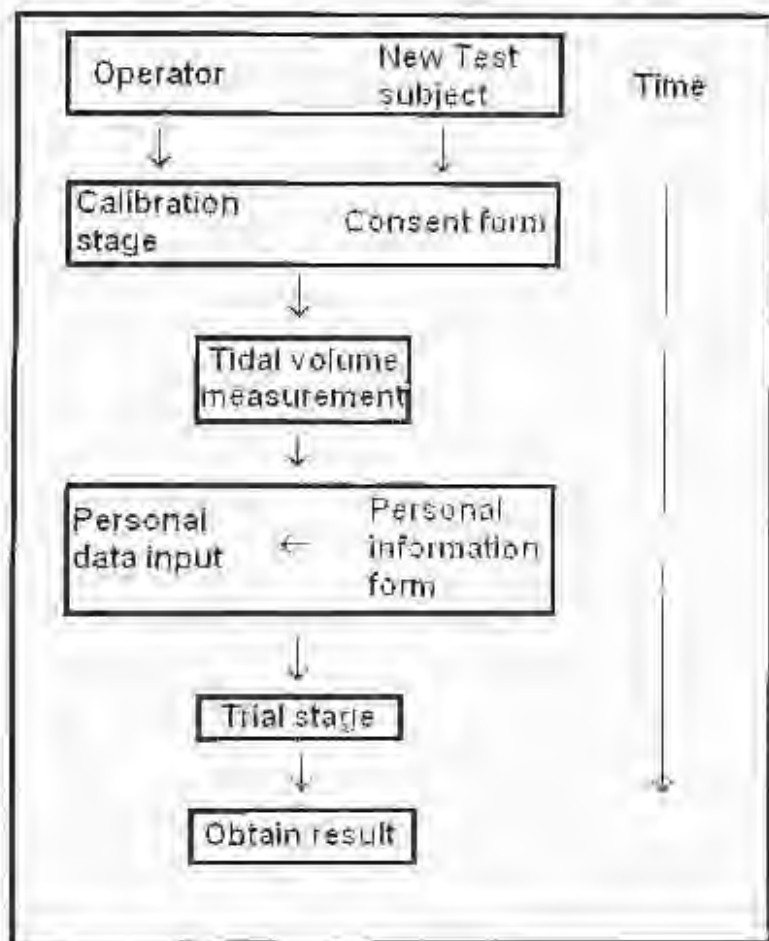 Operator
New Test
subject
Time
Calibration
stage
Consent form
Tidal volume
measurement
Personal
data input
Personal
information
form
Trial stage
Obtain result